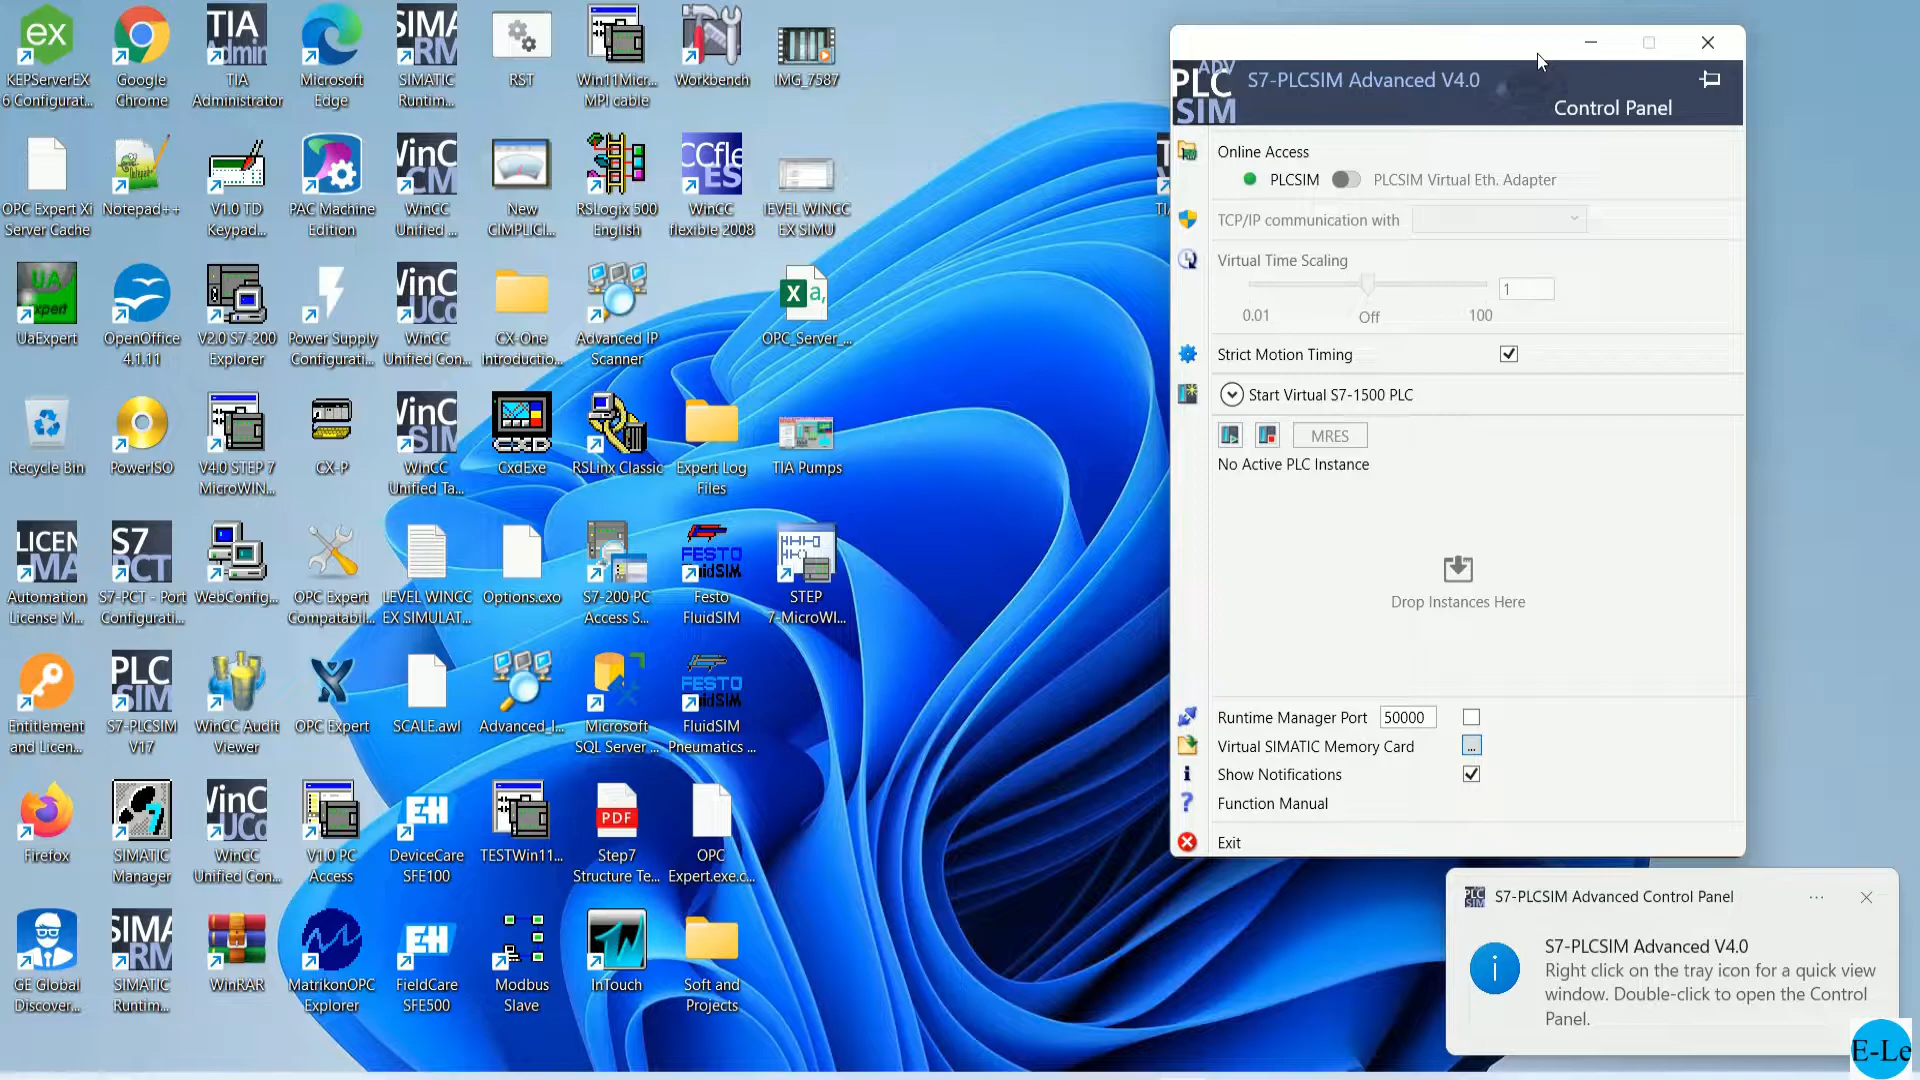 KEPServerEX
6 Configurat...
Google
Chrome
TIA
Administrator
Microsoft
Edge
SIMATIC
Runtim...
RST
Win11Micr...
MPI cable
Workbench
IMG_7587
OPC Expert Xi
Server Cache
Notepad++
V1.0 TD
Keypad...
PAC Machine
Edition
WinCC
Unified ...
New
CIMPLICI...
RSLogix 500
English
WinCC
flexible 2008
lEVEL WINCC
EX SIMU
UaExpert
OpenOffice
4.1.11
V2.0 S7-200
Explorer
Power Supply
Configurati...
WinCC
Unified Con...
CX-One
Introductio...
Advanced IP
Scanner
OPC_Server_...
Recycle Bin
PowerISO
V4.0 STEP 7
MicroWIN...
CX-P
WinCC
Unified Ta...
CxdExe
RSLinx Classic
Expert Log
Files
TIA Pumps
Automation
License M...
S7-PCT - Port
Configurati...
WebConfig...
OPC Expert
Compatabil...
LEVEL WINCC
EX SIMULAT...
Options.cxo
S7-200 PC
Access S...
Festo
FluidSIM
STEP
7-MicroWI...
Entitlement
and Licen...
S7-PLCSIM
V17
WinCC Audit
Viewer
OPC Expert
SCALE.awl
Advanced_I...
Microsoft
SQL Server ...
FluidSIM
Pneumatics ...
Firefox
SIMATIC
Manager
WinCC
Unified Con...
V1.0 PC
Access
DeviceCare
SFE100
TESTWin11...
Step7
Structure Te...
OPC
Expert.exe.c...
GE Global
Discover...
SIMATIC
Runtim...
WinRAR
MatrikonOPC
Explorer
FieldCare
SFE500
Modbus
Slave
InTouch
Soft and
Projects
ADV
PLC
SIM
S7-PLCSIM Advanced V4.0
Control Panel
Online Access
PLCSIM PLCSIM Virtual Eth. Adapter
TCP/IP communication with
Virtual Time Scaling
1
0.01 Off 100
Strict Motion Timing
Start Virtual S7-1500 PLC
MRES
No Active PLC Instance
Drop Instances Here
Runtime Manager Port 50000
Virtual SIMATIC Memory Card ...
Show Notifications
Function Manual
Exit
S7-PLCSIM Advanced Control Panel
S7-PLCSIM Advanced V4.0
Right click on the tray icon for a quick view
window. Double-click to open the Control
Panel.
E-Le